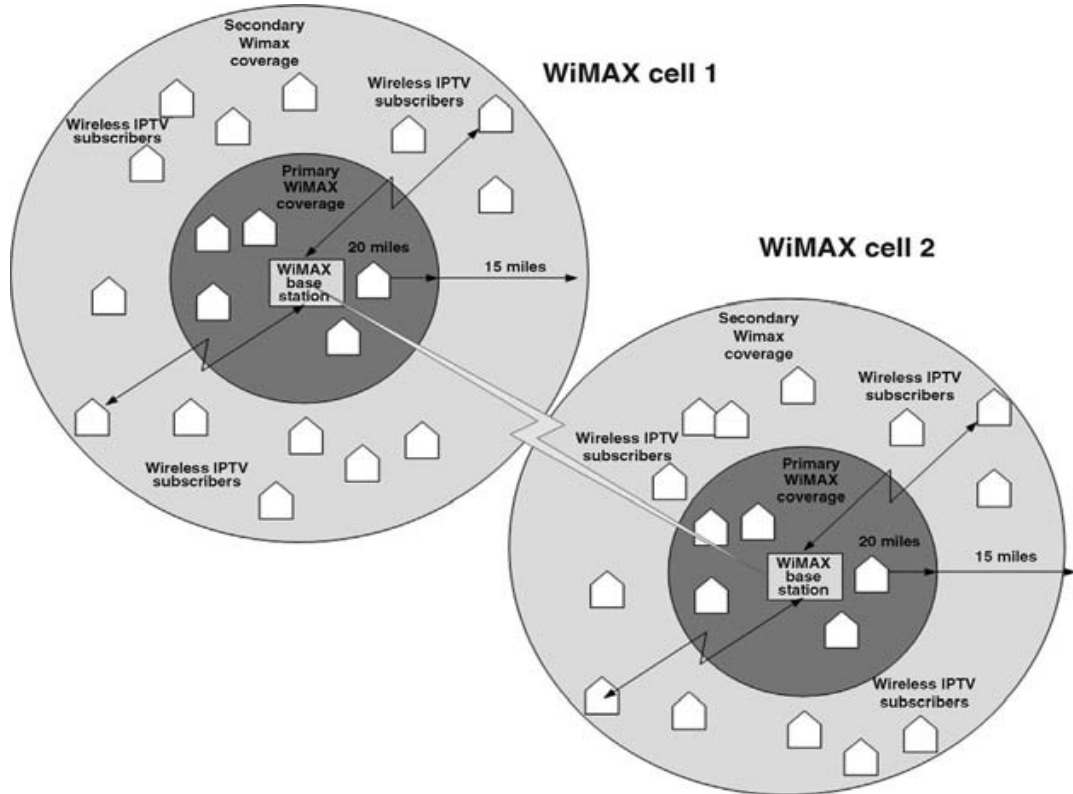 Secondary
Wimax
coverage
WiMAX cell 1
Wireless IPTV
subscribers
Wireless IPTV
subscribers
Primary
WiMAX
coverage
20 miles
15 miles
WiMAX
base
station
Wireless IPTV
subscribers
WiMAX cell 2
Secondary
Wimax
coverage
Wireless IPTV
subscribers
Wireless IPTV
subscribers
Primary
WiMAX
coverage
20 miles
15 miles
WiMAX
base
station
Wireless IPTV
subscribers